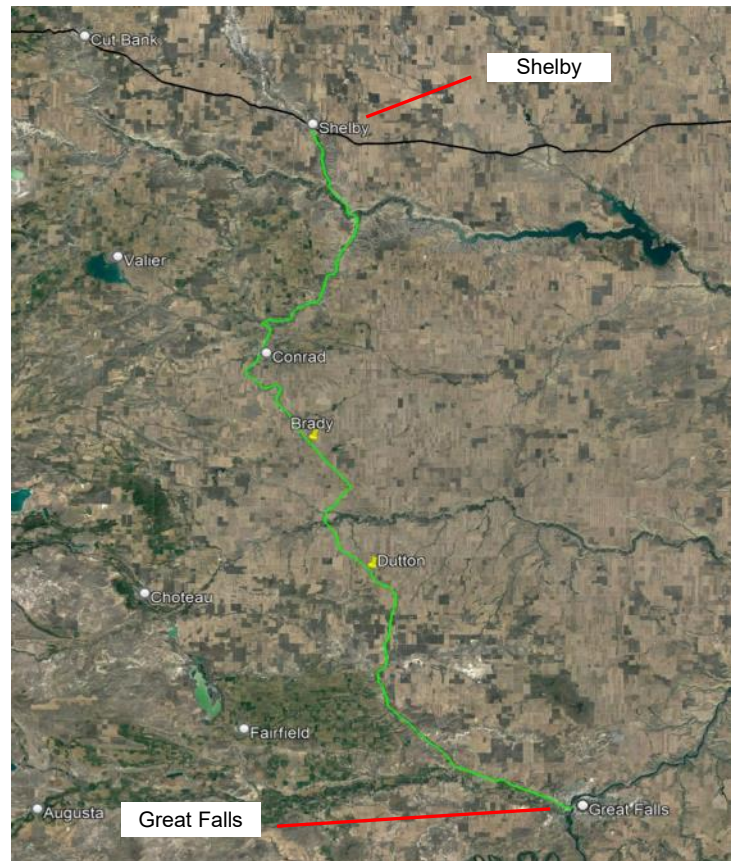 Cut Bank
Shelby
Shelby
Valier
Conrad
Brady
Dutton
Choteau
Fairfield
Augusta
Great Falls
Great Falls